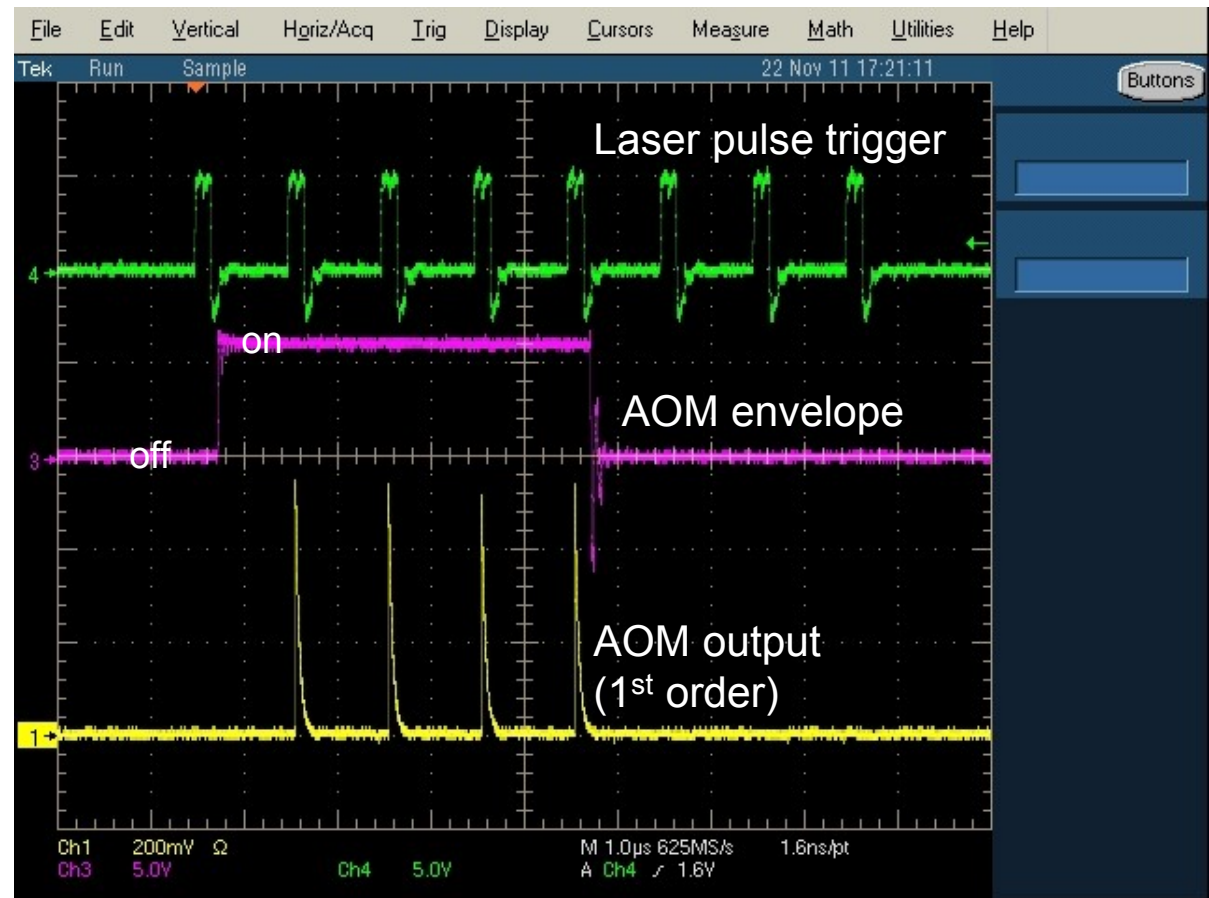 File Edit Vertical Horiz/Acq Trig Display Cursors Measure Math Utilities Help
Tek Run Sample 22 Nov 11 17:21:11
Buttons
Laser pulse trigger
4
on
AOM envelope
off
3
AOM output
(1st order)
1
Ch1 200mV Ω M 1.0µs 625MS/s 1.6ns/pt
Ch3 5.0V Ch4 5.0V A Ch4 ∕ 1.6V